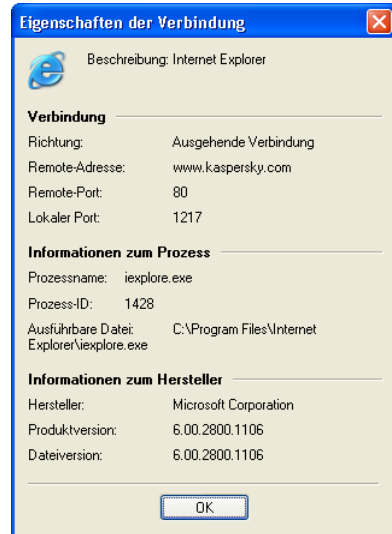 Eigenschaften der Verbindung
Beschreibung: Internet Explorer
Verbindung
Richtung: Ausgehende Verbindung
Remote-Adresse: www.kaspersky.com
Remote-Port: 80
Lokaler Port: 1217
Informationen zum Prozess
Prozessname: iexplore.exe
Prozess-ID: 1428
Ausführbare Datei: C:\Program Files\Internet
Explorer\iexplore.exe
Informationen zum Hersteller
Hersteller: Microsoft Corporation
Produktversion: 6.00.2800.1106
Dateiversion: 6.00.2800.1106
OK